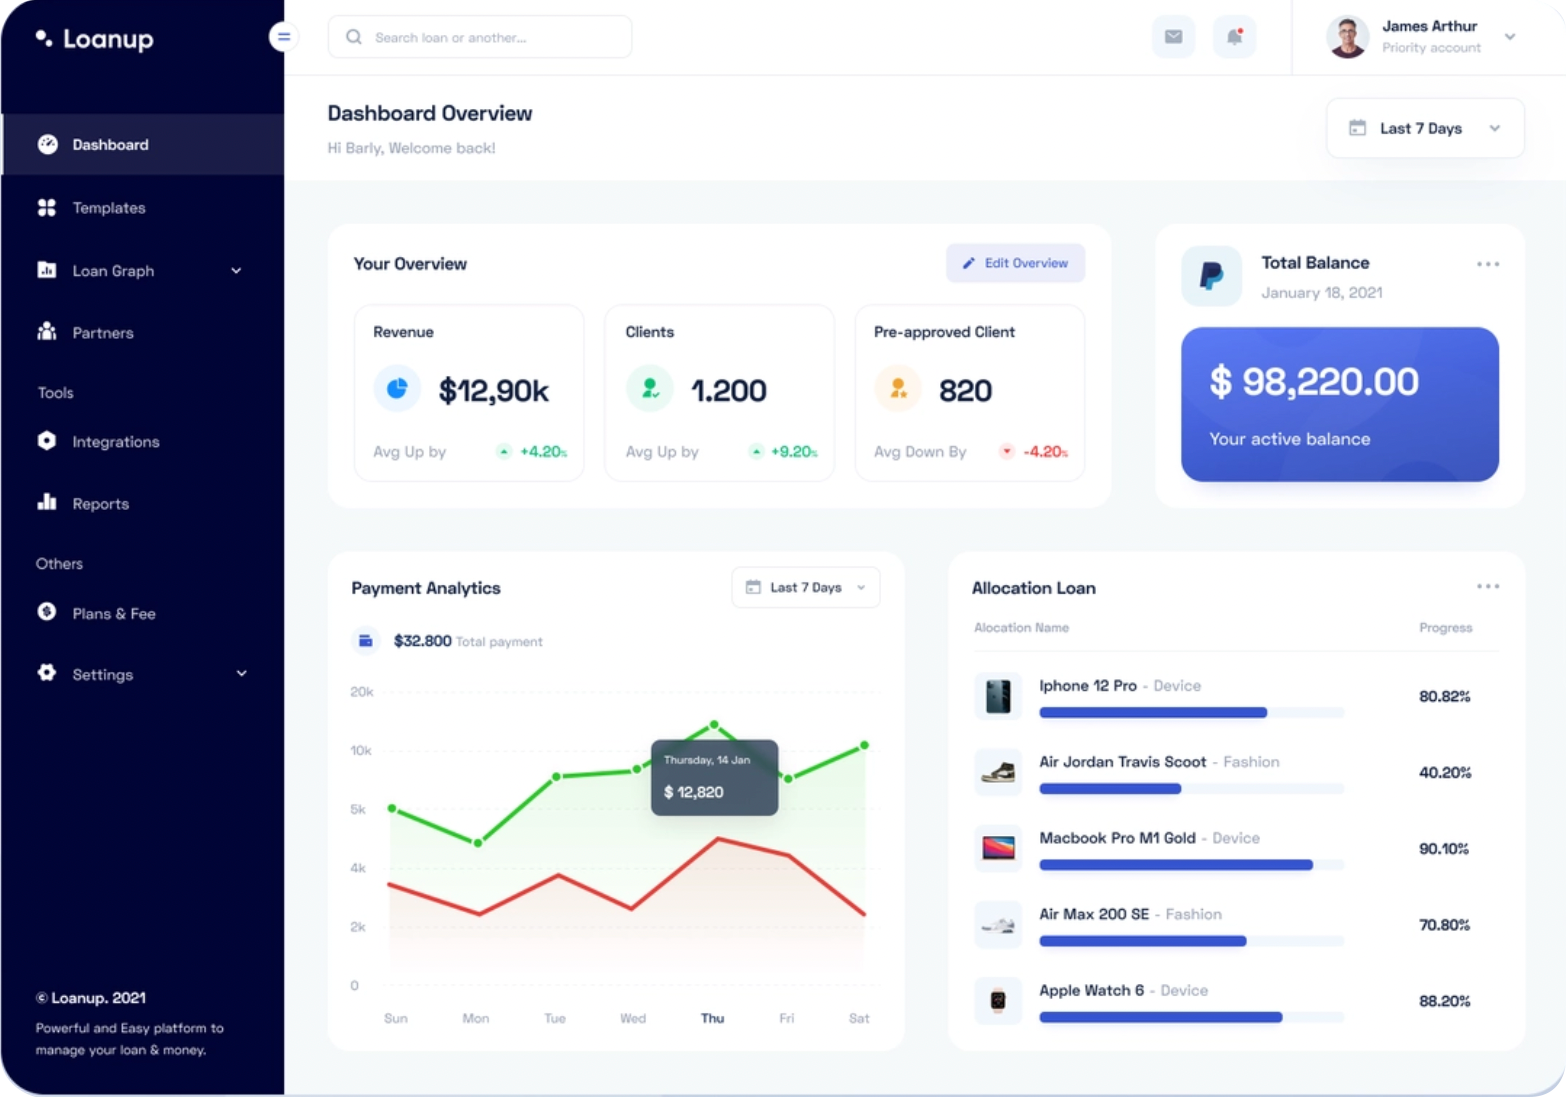 Loanup
Search loan or another...
James Arthur
Priority account
Dashboard
Templates
Loan Graph
Partners
Tools
Integrations
Reports
Others
Plans & Fee
Settings
© Loanup. 2021
Powerful and Easy platform to
manage your loan & money.
Dashboard Overview
Hi Barly, Welcome back!
Last 7 Days
Your Overview
Edit Overview
Revenue
$12,90k
Avg Up by
+4.20%
Clients
1.200
Avg Up by
+9.20%
Pre-approved Client
820
Avg Down By
-4.20%
Total Balance
January 18, 2021
$ 98,220.00
Your active balance
Payment Analytics
Last 7 Days
$32.800 Total payment
20k
10k
5k
4k
2k
0
Thursday, 14 Jan
$ 12,820
Sun Mon Tue Wed Thu Fri Sat
Allocation Loan
Alocation Name Progress
Iphone 12 Pro - Device
80.82%
Air Jordan Travis Scoot - Fashion
40.20%
Macbook Pro M1 Gold - Device
90.10%
Air Max 200 SE - Fashion
70.80%
Apple Watch 6 - Device
88.20%